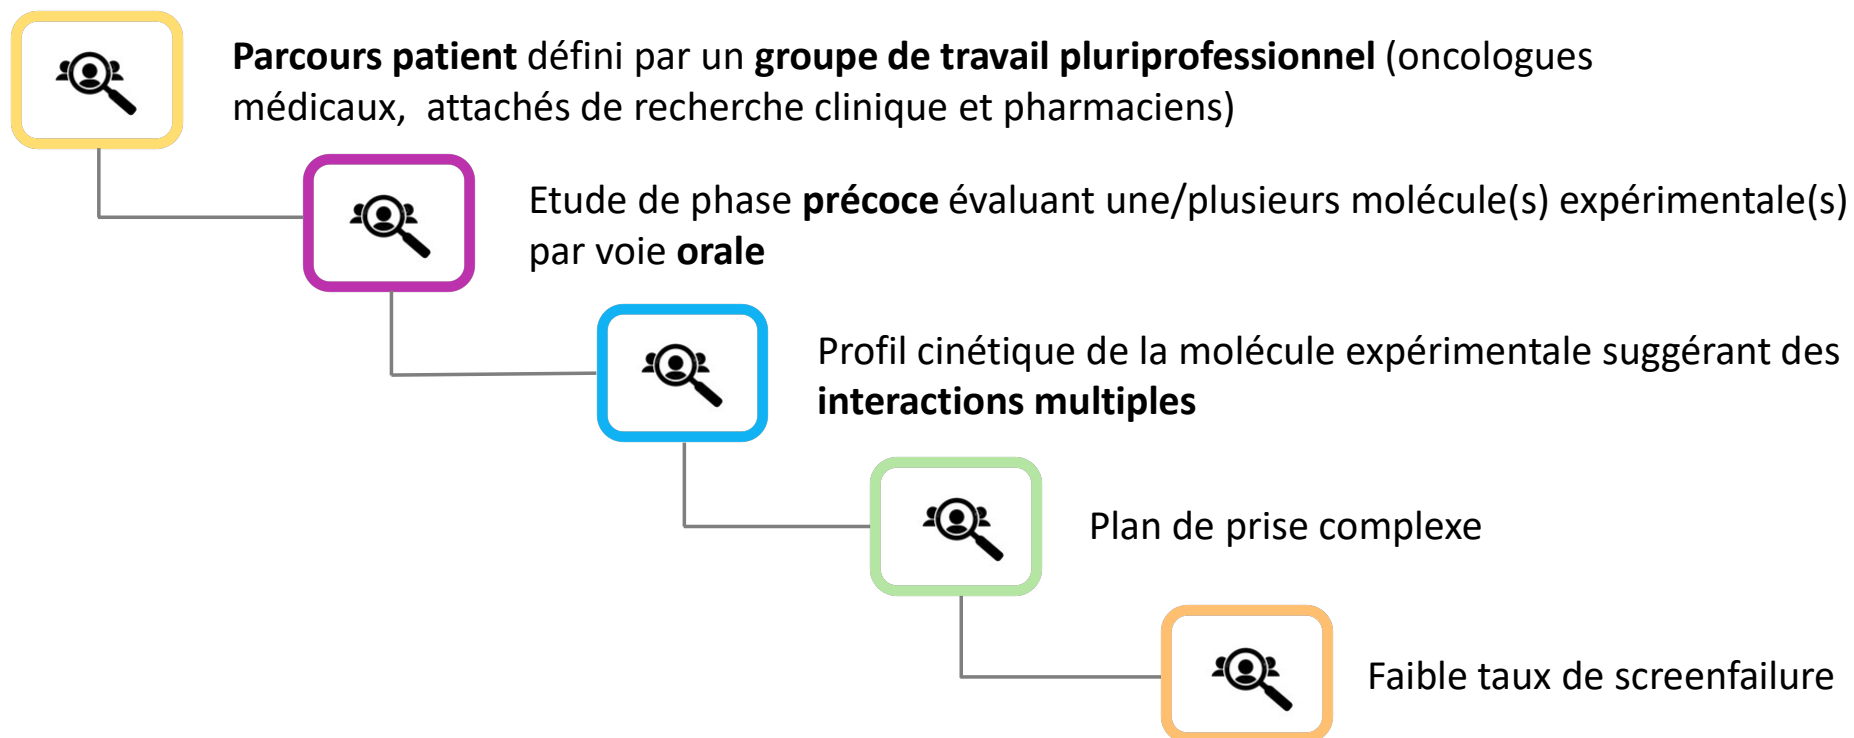 Parcours patient défini par un groupe de travail pluriprofessionnel (oncologues
médicaux,  attachés de recherche clinique et pharmaciens)
Etude de phase précoce évaluant une/plusieurs molécule(s) expérimentale(s)
par voie orale
Profil cinétique de la molécule expérimentale suggérant des
interactions multiples
Plan de prise complexe
Faible taux de screenfailure